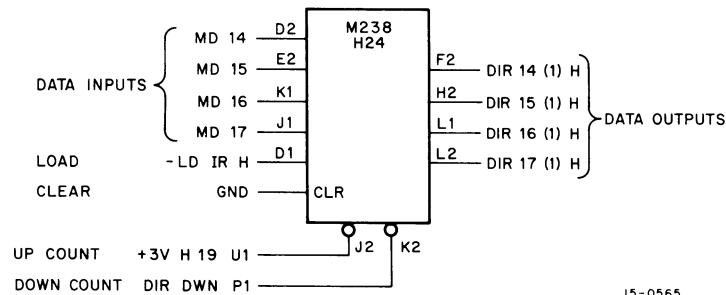 M238
H24
DATA INPUTS
MD 14 D2
MD 15 E2
MD 16 K1
MD 17 J1
LOAD -LD IR H D1
CLEAR GND CLR
F2 DIR 14 (1) H
H2 DIR 15 (1) H
L1 DIR 16 (1) H
L2 DIR 17 (1) H
DATA OUTPUTS
UP COUNT +3V H 19 U1 J2
DOWN COUNT DIR DWN P1 K2
15-0565